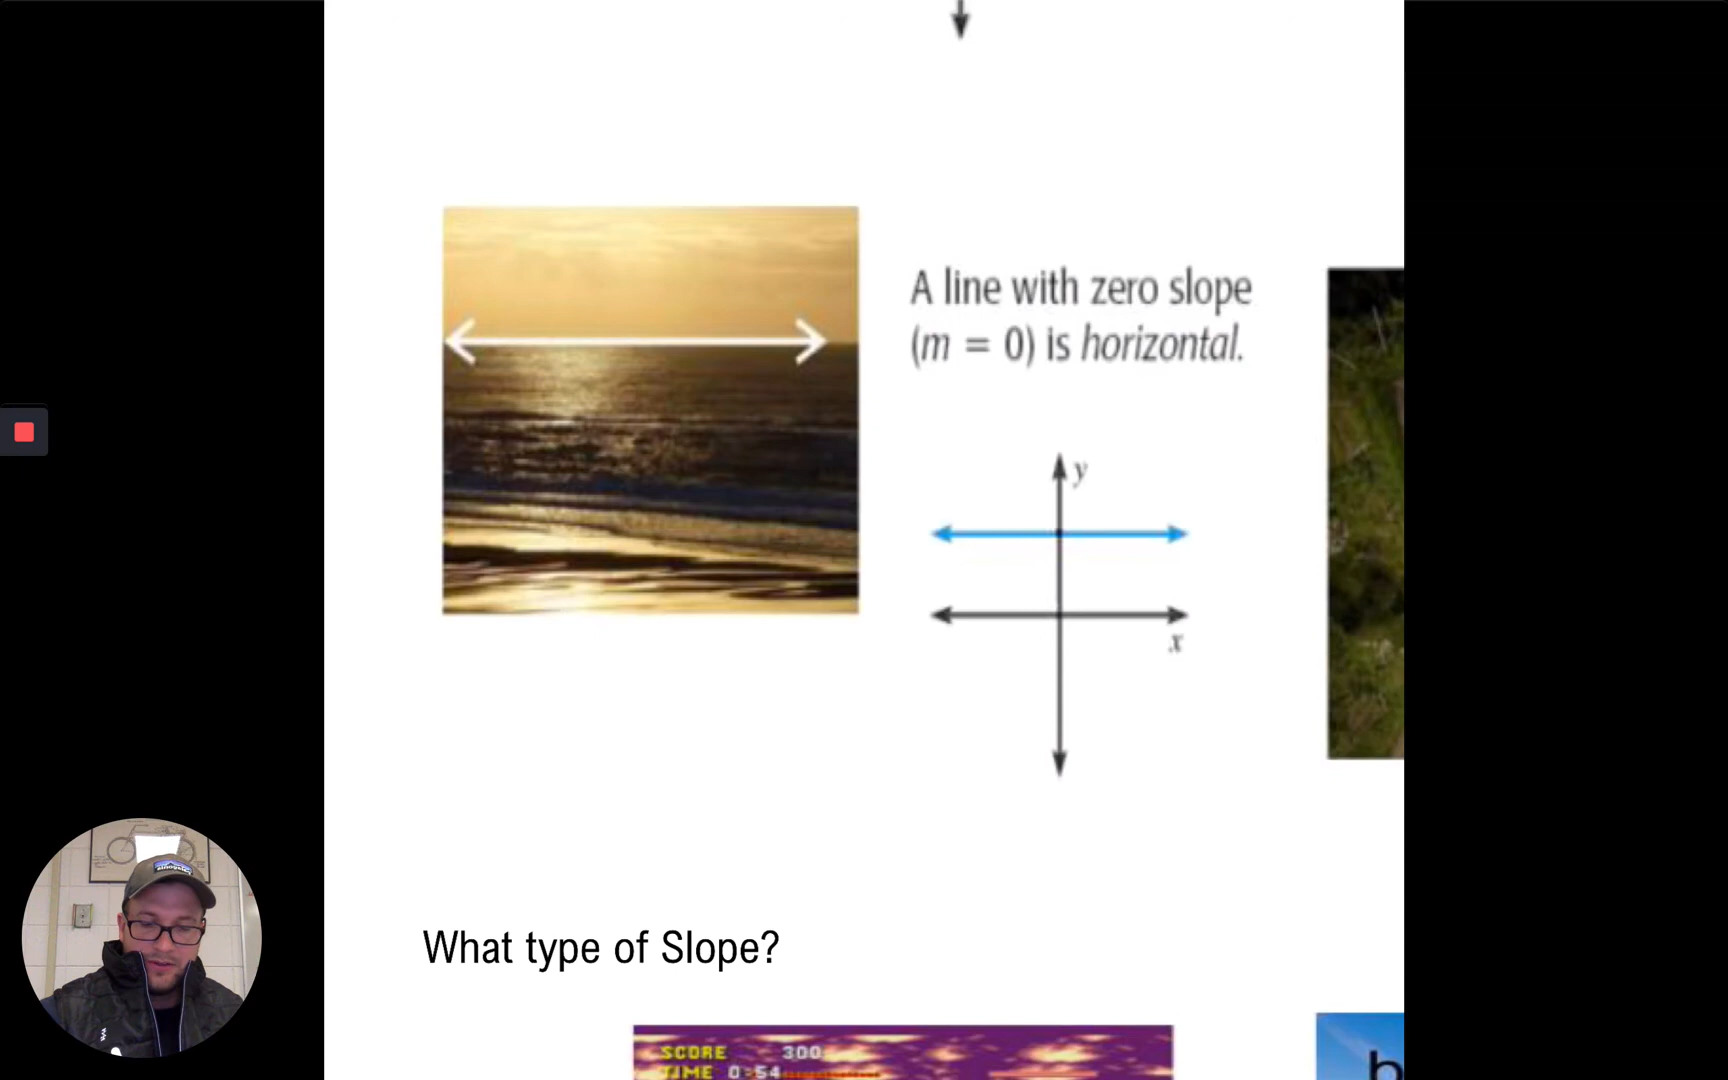 A line with zero slope
(m = 0) is horizontal.
y
x
What type of Slope?
SCORE 300
TIME 0:54
b